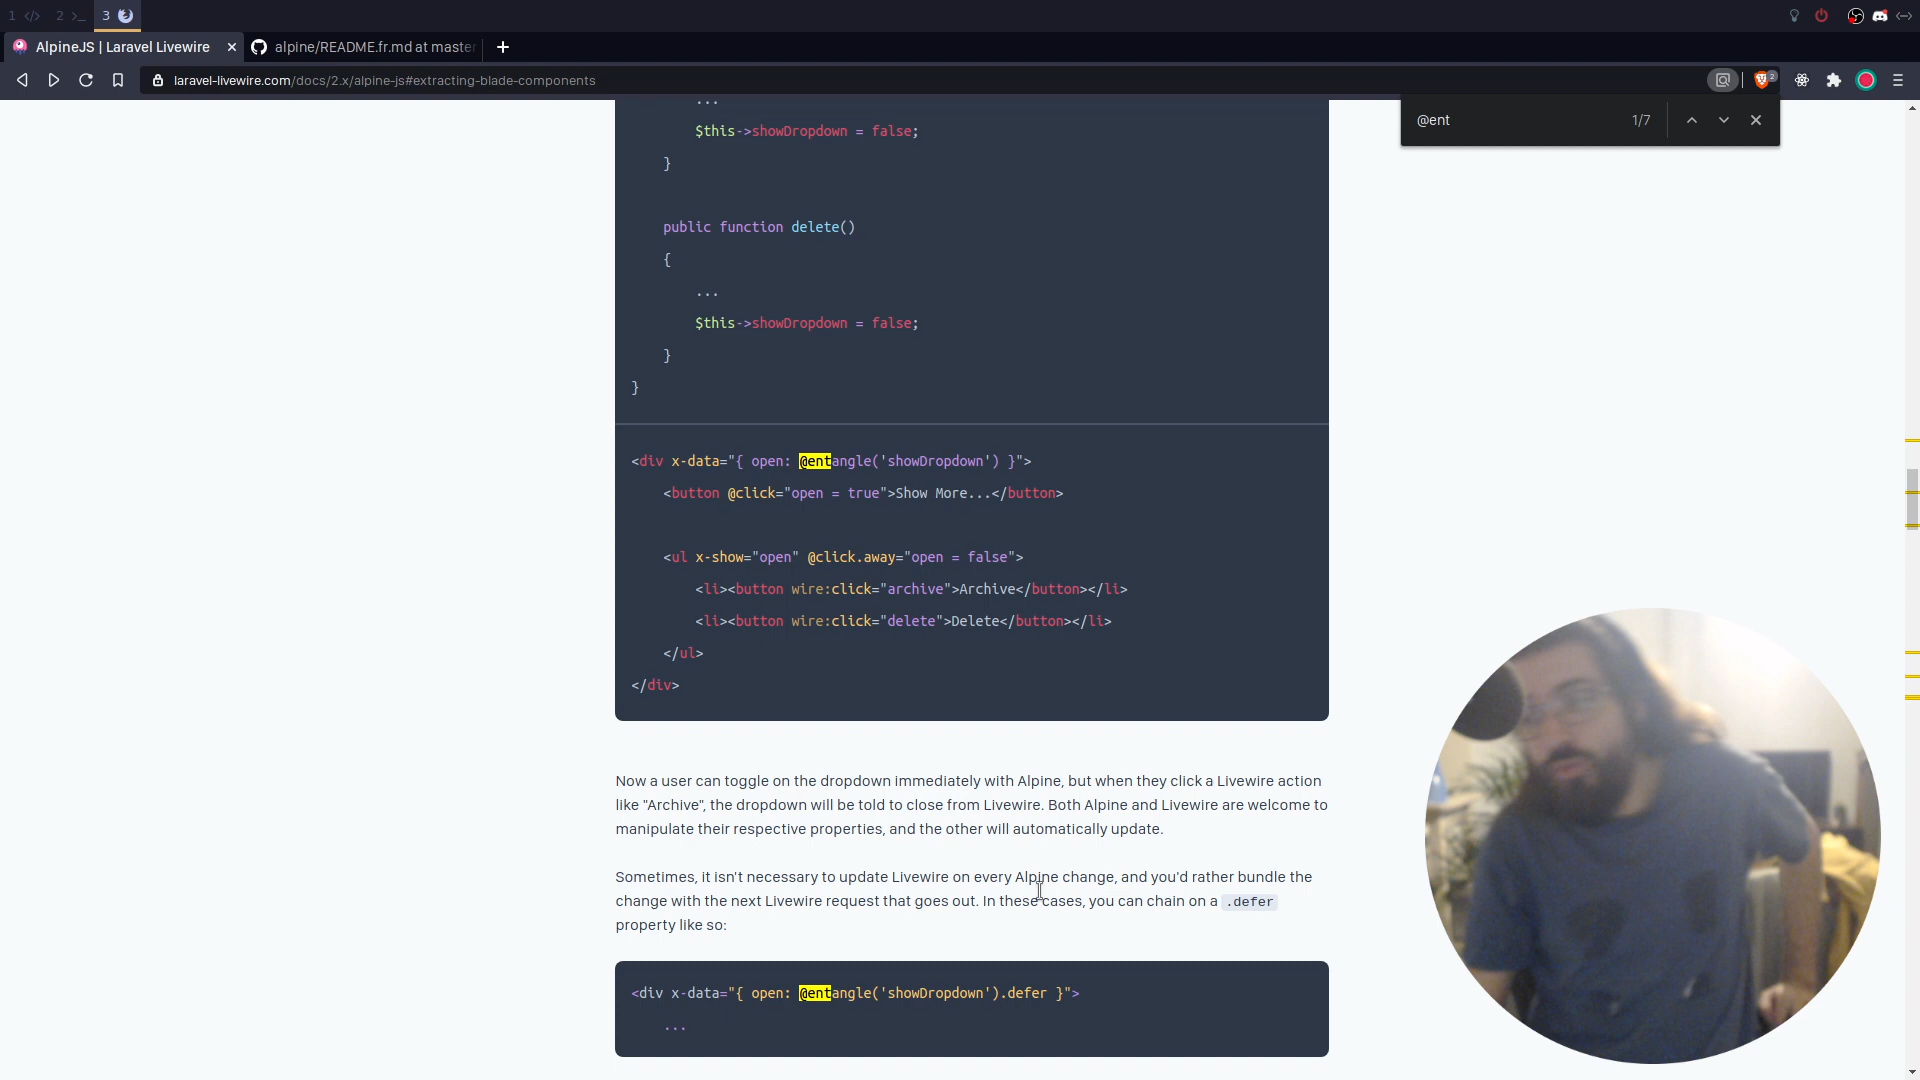 1 </> 2 >_ 3
AlpineJS | Laravel Livewire
alpine/README.fr.md at master
laravel-livewire.com/docs/2.x/alpine-js#extracting-blade-components
2
@ent 1/7
...
$this->showDropdown = false;
}
public function delete()
{
...
$this->showDropdown = false;
}
}
<div x-data="{ open: @entangle('showDropdown') }">
<button @click="open = true">Show More...</button>
<ul x-show="open" @click.away="open = false">
<li><button wire:click="archive">Archive</button></li>
<li><button wire:click="delete">Delete</button></li>
</ul>
</div>
Now a user can toggle on the dropdown immediately with Alpine, but when they click a Livewire action
like "Archive", the dropdown will be told to close from Livewire. Both Alpine and Livewire are welcome to
manipulate their respective properties, and the other will automatically update.
Sometimes, it isn't necessary to update Livewire on every Alpine change, and you'd rather bundle the
change with the next Livewire request that goes out. In these cases, you can chain on a .defer
property like so:
<div x-data="{ open: @entangle('showDropdown').defer }">
...